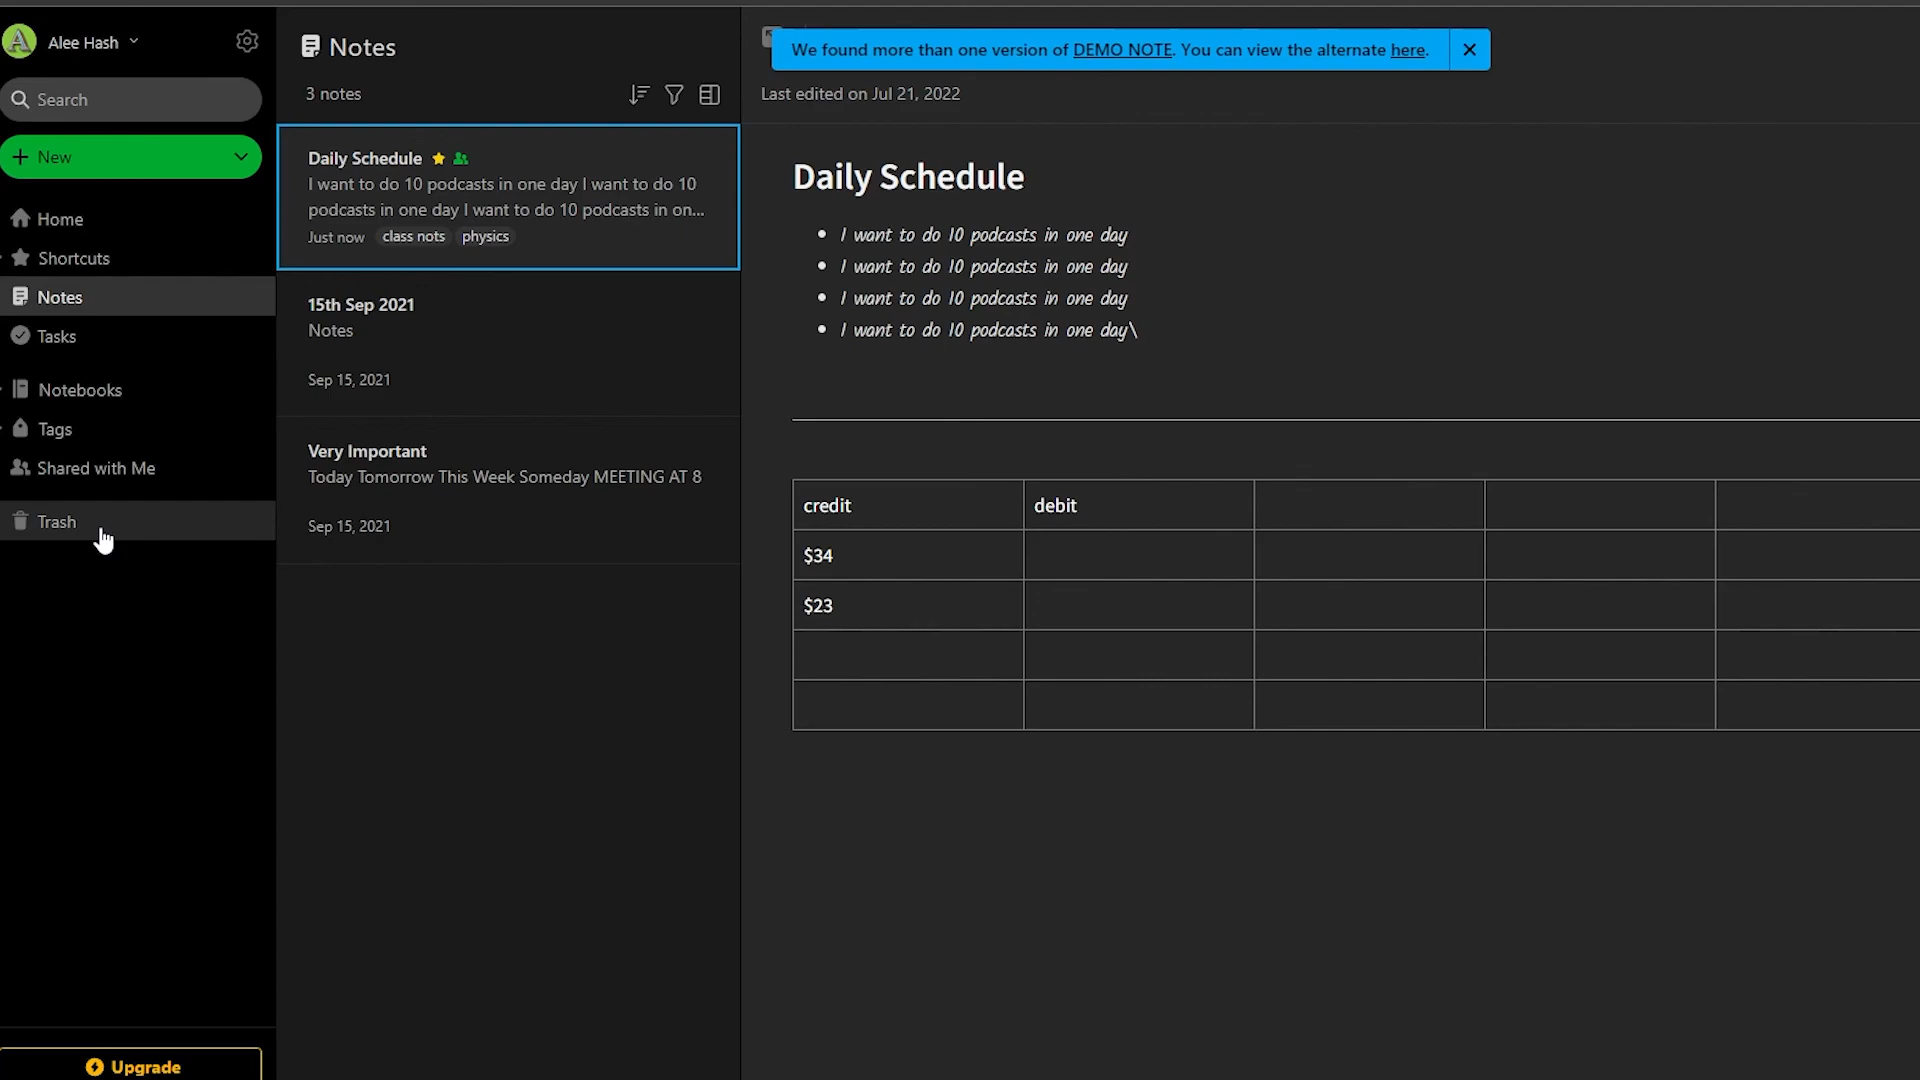 Alee Hash
Search
New
Home
Shortcuts
Notes
Tasks
Notebooks
Tags
Shared with Me
Trash
Upgrade
Notes
3 notes
Daily Schedule
I want to do 10 podcasts in one day I want to do 10
podcasts in one day I want to do 10 podcasts in on...
Just now class nots physics
15th Sep 2021
Notes
Sep 15, 2021
Very Important
Today Tomorrow This Week Someday MEETING AT 8
Sep 15, 2021
We found more than one version of DEMO NOTE. You can view the alternate here.
Last edited on Jul 21, 2022
Daily Schedule
• I want to do 10 podcasts in one day
• I want to do 10 podcasts in one day
• I want to do 10 podcasts in one day
• I want to do 10 podcasts in one day\
credit debit
$34
$23